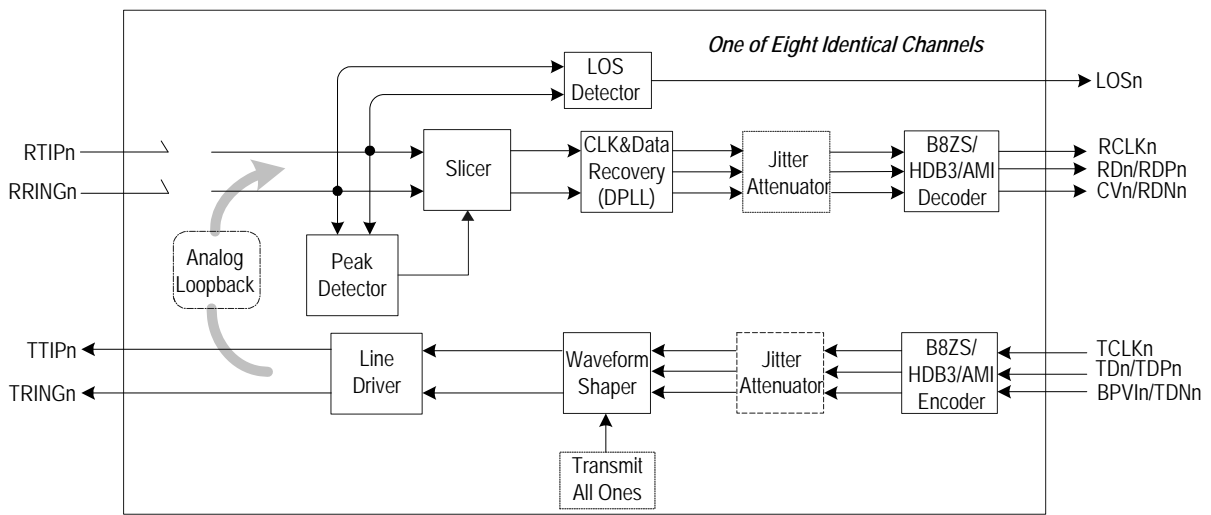 One of Eight Identical Channels
LOS
Detector
LOSn
RTIPn
RRINGn
Slicer
CLK&Data
Recovery
(DPLL)
Jitter
Attenuator
B8ZS/
HDB3/AMI
Decoder
RCLKn
RDn/RDPn
CVn/RDNn
Analog
Loopback
Peak
Detector
TTIPn
TRINGn
Line
Driver
Waveform
Shaper
Jitter
Attenuator
B8ZS/
HDB3/AMI
Encoder
TCLKn
TDn/TDPn
BPVIn/TDNn
Transmit
All Ones